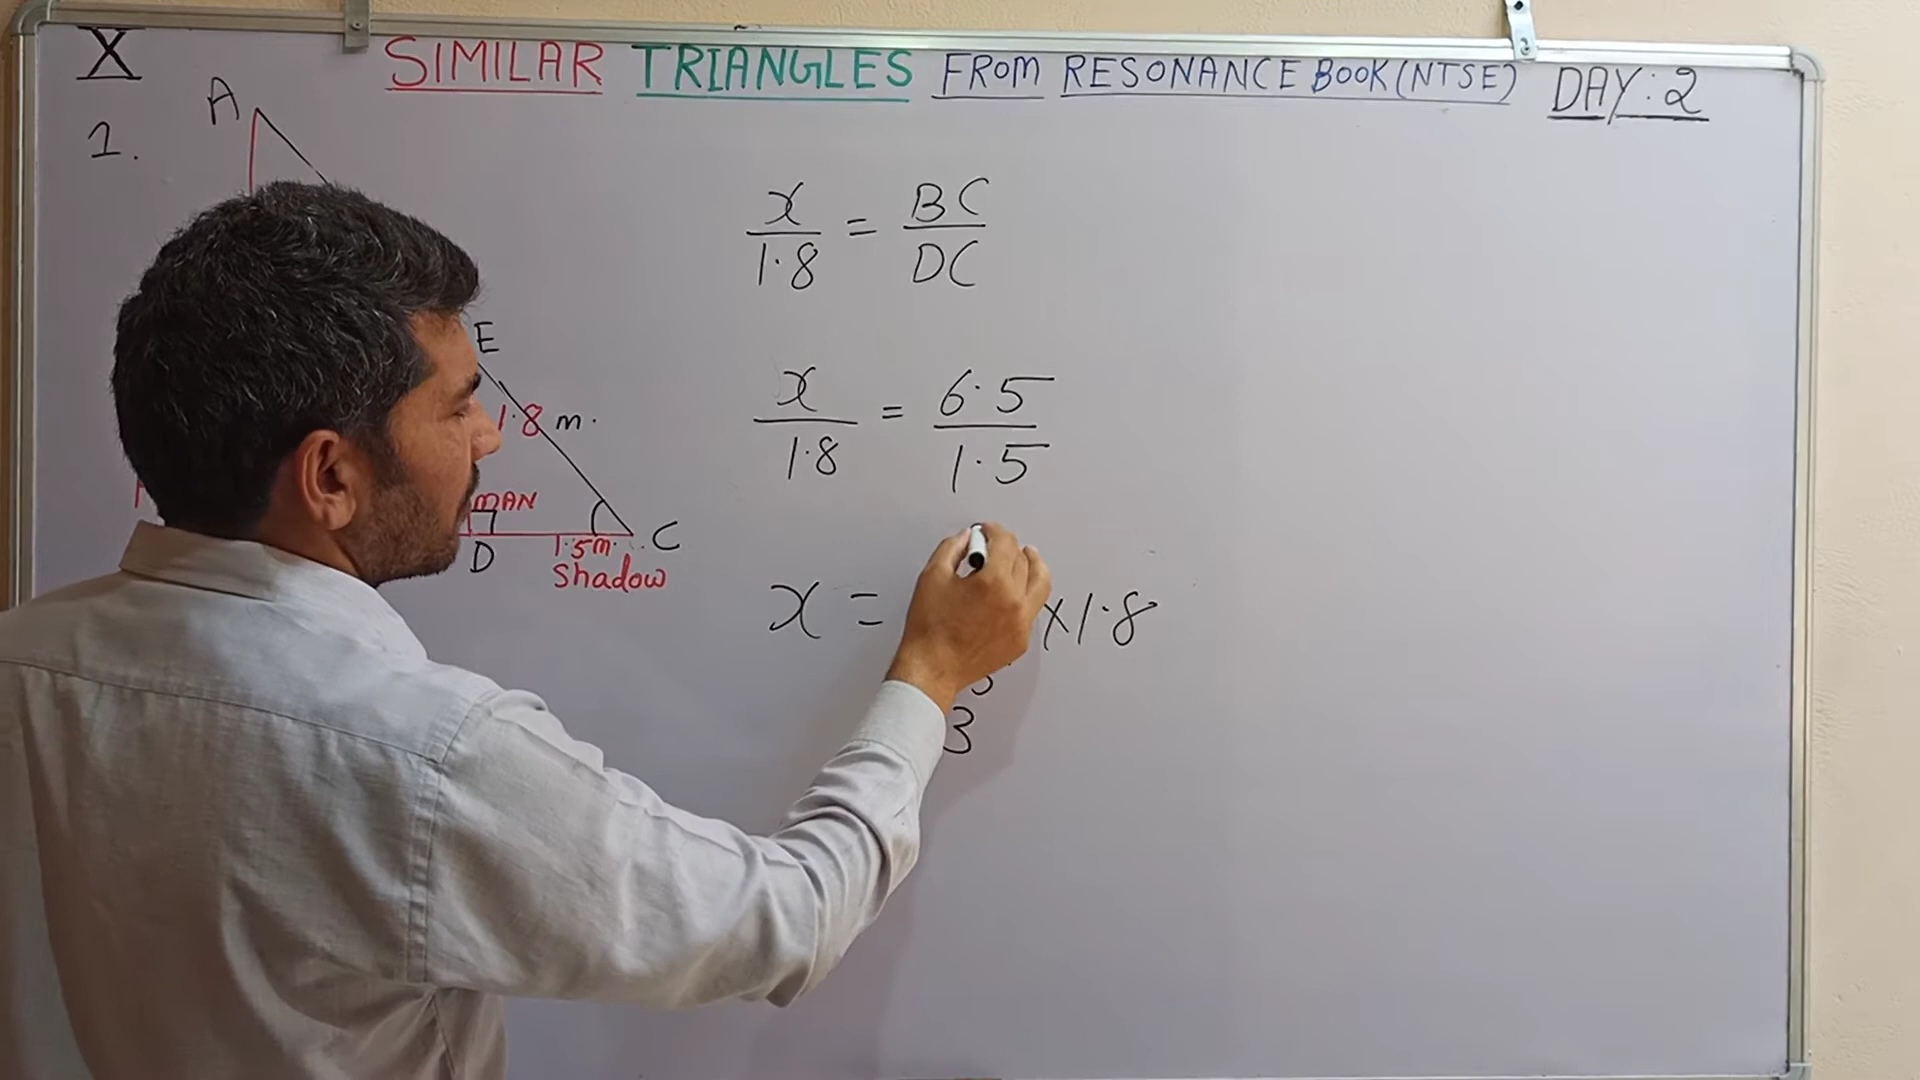 X
SIMILAR TRIANGLES FROM RESONANCE BOOK (NTSE) DAY : 2
1.
A
E
1.8 m.
MAN
D
1.5m.
C
Shadow
x/1.8 = BC/DC
x/1.8 = 6.5/1.5
x = ×1.8
3